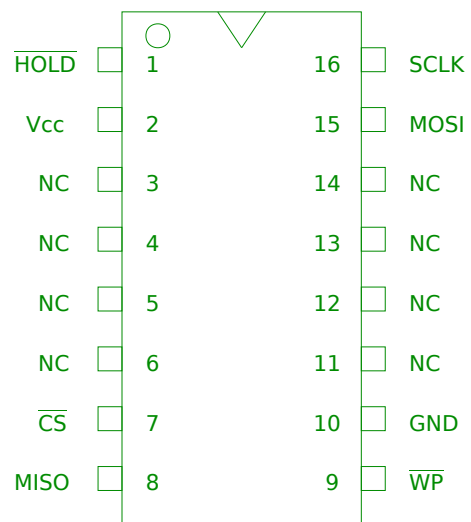 HOLD 1 16 SCLK
Vcc 2 15 MOSI
NC 3 14 NC
NC 4 13 NC
NC 5 12 NC
NC 6 11 NC
CS 7 10 GND
MISO 8 9 WP